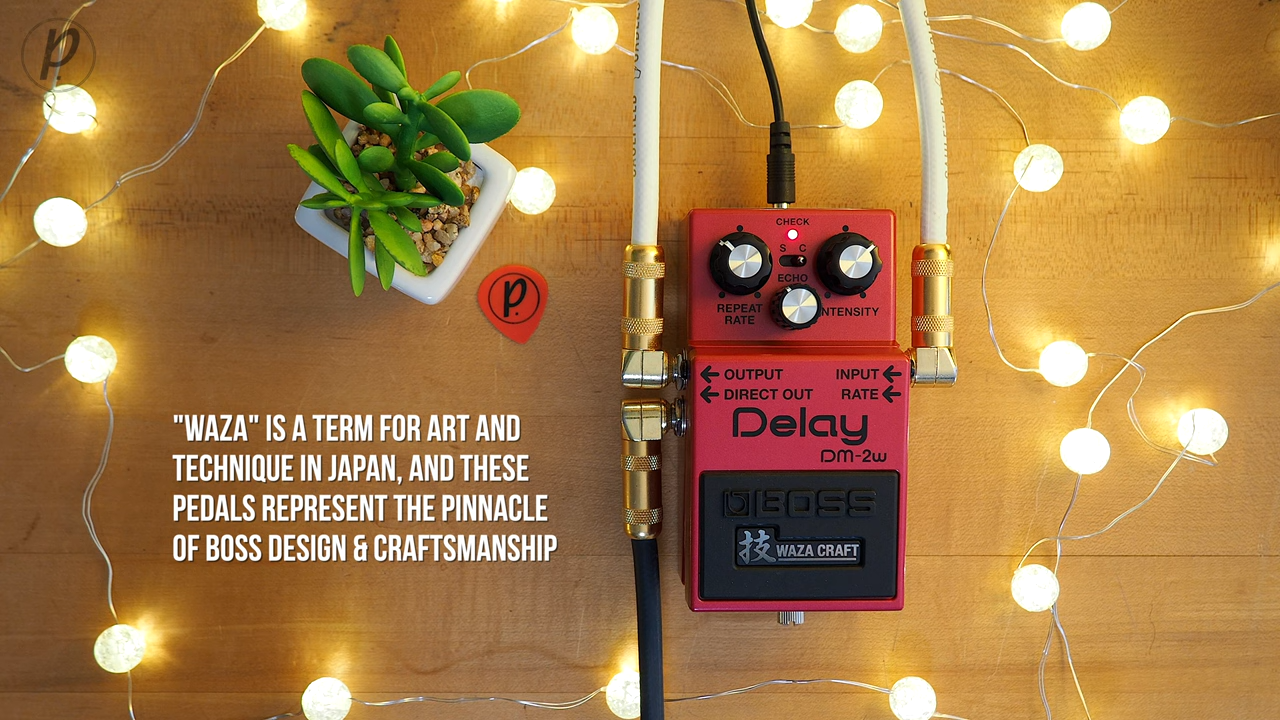 p
p.
CHECK
S C
ECHO
REPEAT
RATE
INTENSITY
OUTPUT
INPUT
DIRECT OUT
RATE
Delay
DM-2w
BOSS
技 WAZA CRAFT
"WAZA" IS A TERM FOR ART AND
TECHNIQUE IN JAPAN, AND THESE
PEDALS REPRESENT THE PINNACLE
OF BOSS DESIGN & CRAFTSMANSHIP